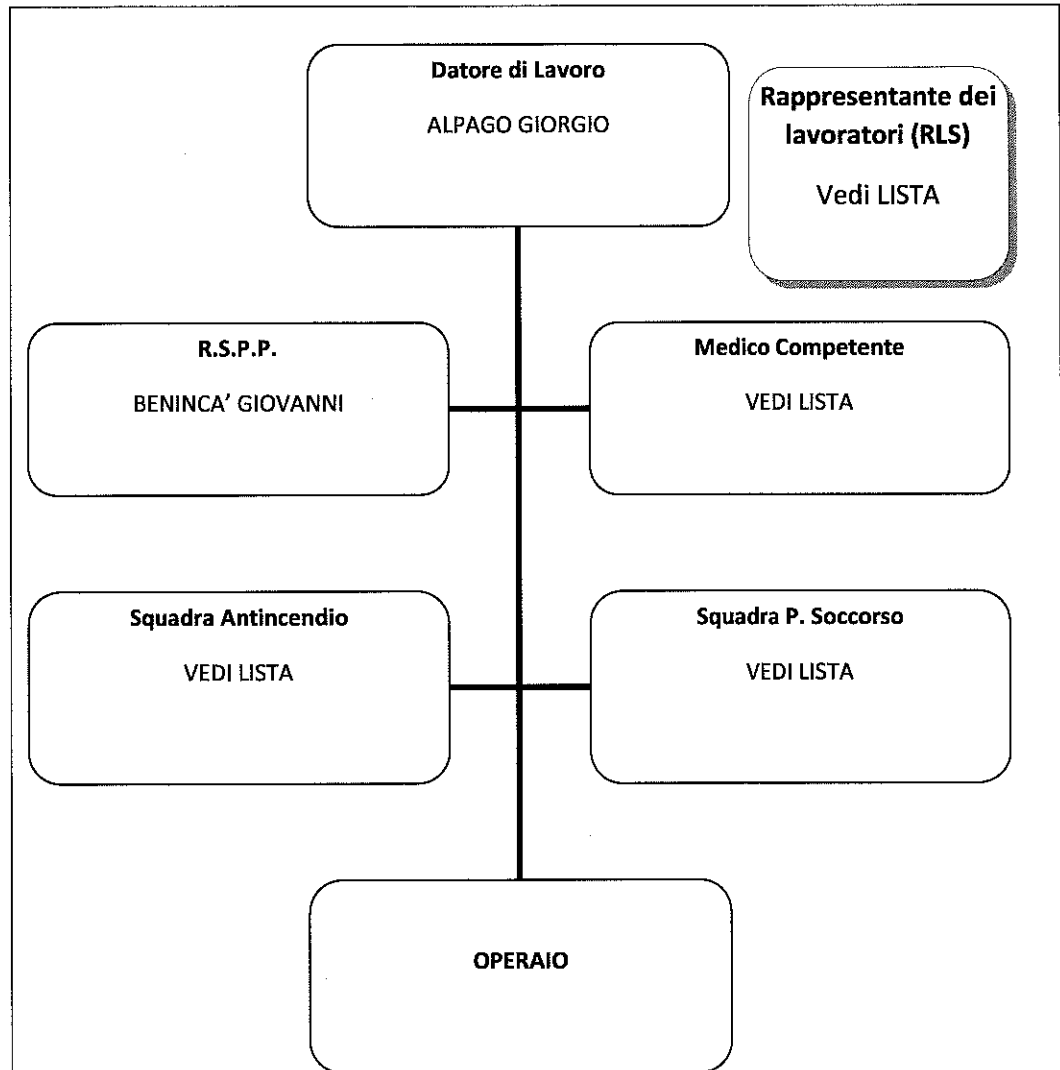 Datore di Lavoro
ALPAGO GIORGIO
Rappresentante dei
lavoratori (RLS)
Vedi LISTA
R.S.P.P.
BENINCA’ GIOVANNI
Medico Competente
VEDI LISTA
Squadra Antincendio
VEDI LISTA
Squadra P. Soccorso
VEDI LISTA
OPERAIO